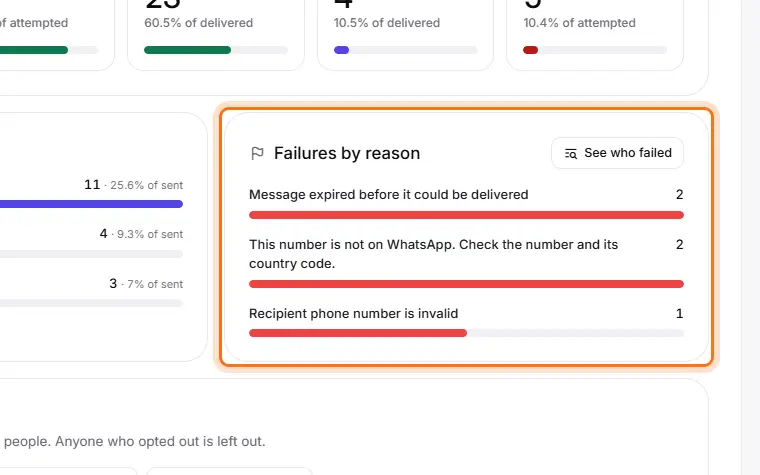 of attempted
60.5% of delivered
10.5% of delivered
10.4% of attempted
11 · 25.6% of sent
4 · 9.3% of sent
3 · 7% of sent
Failures by reason
See who failed
Message expired before it could be delivered 2
This number is not on WhatsApp. Check the number and its 2
country code.
Recipient phone number is invalid 1
people. Anyone who opted out is left out.